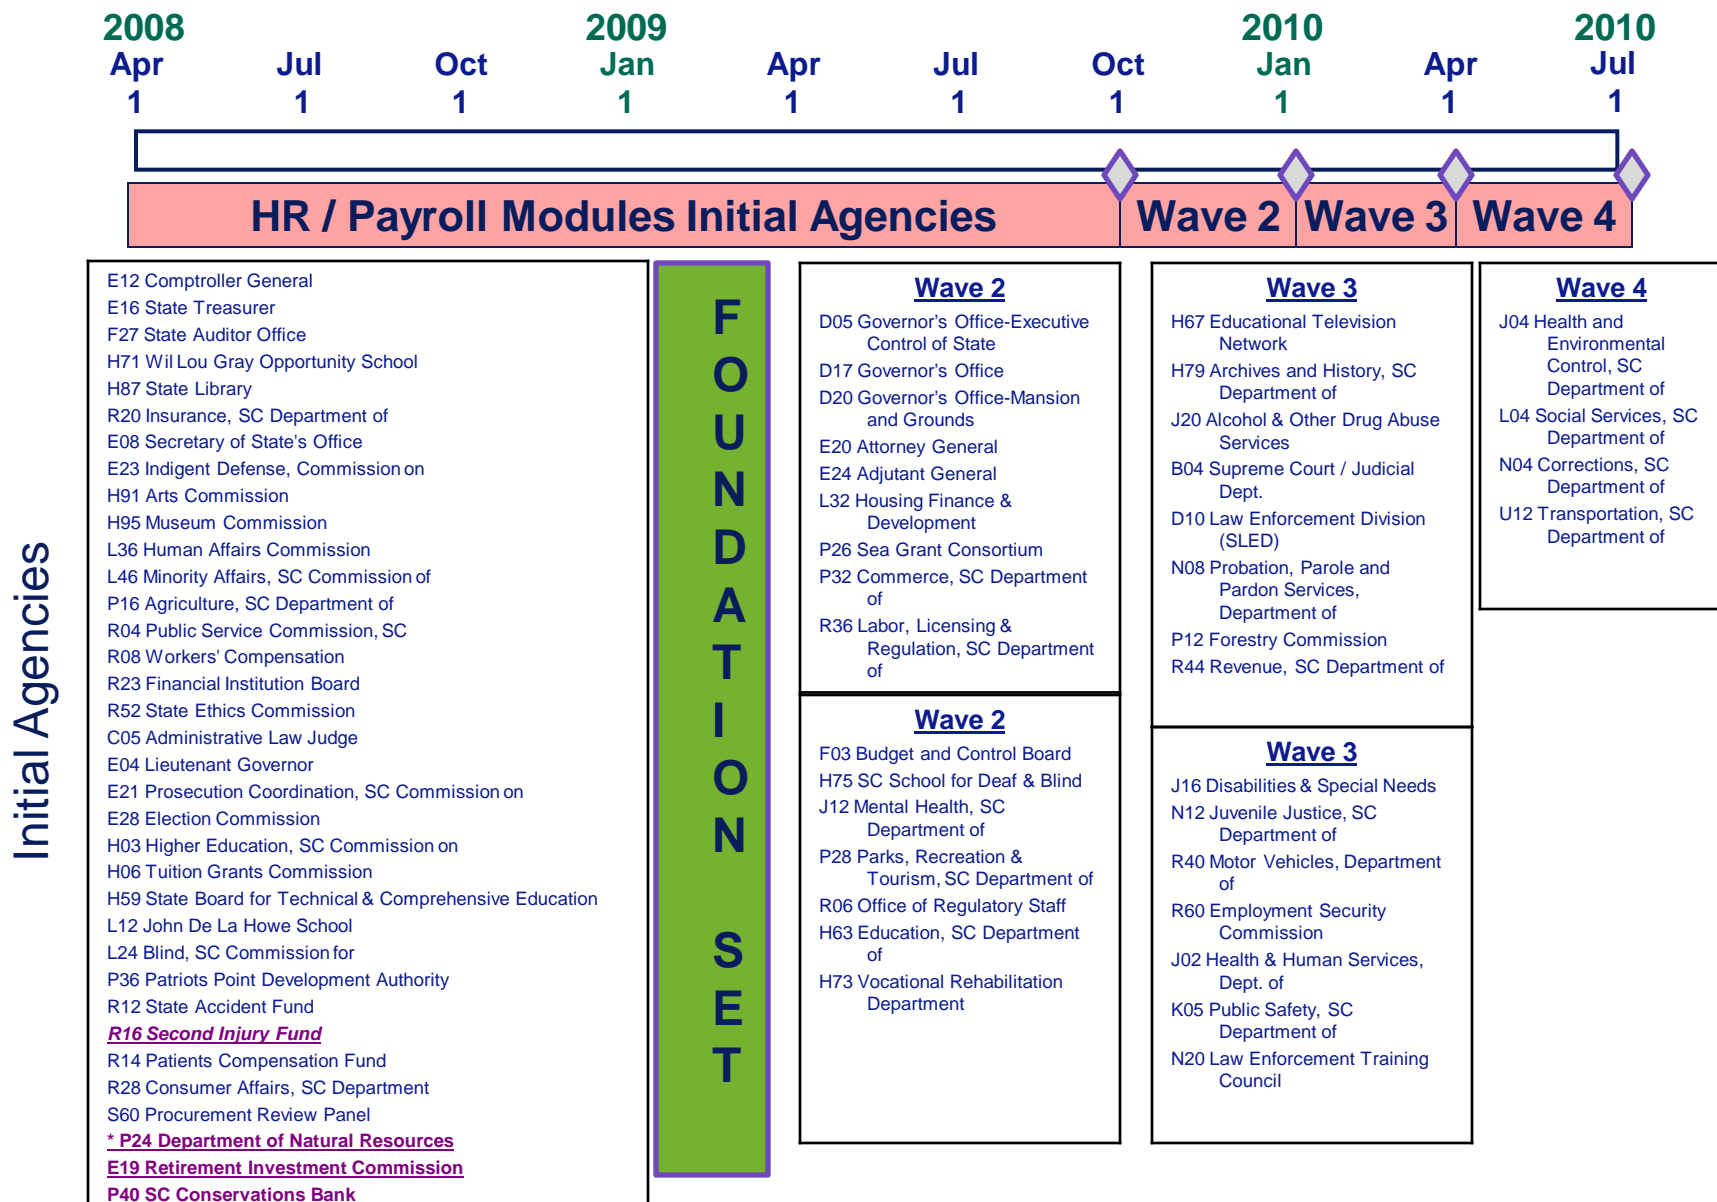 2008 2009 2010 2010
Apr Jul Oct Jan Apr Jul Oct Jan Apr Jul
1 1 1 1 1 1 1 1 1 1
HR / Payroll Modules Initial Agencies Wave 2 Wave 3 Wave 4
Initial Agencies
E12 Comptroller General
E16 State Treasurer
F27 State Auditor Office
H71 Wil Lou Gray Opportunity School
H87 State Library
R20 Insurance, SC Department of
E08 Secretary of State's Office
E23 Indigent Defense, Commission on
H91 Arts Commission
H95 Museum Commission
L36 Human Affairs Commission
L46 Minority Affairs, SC Commission of
P16 Agriculture, SC Department of
R04 Public Service Commission, SC
R08 Workers' Compensation
R23 Financial Institution Board
R52 State Ethics Commission
C05 Administrative Law Judge
E04 Lieutenant Governor
E21 Prosecution Coordination, SC Commission on
E28 Election Commission
H03 Higher Education, SC Commission on
H06 Tuition Grants Commission
H59 State Board for Technical & Comprehensive Education
L12 John De La Howe School
L24 Blind, SC Commission for
P36 Patriots Point Development Authority
R12 State Accident Fund
R16 Second Injury Fund
R14 Patients Compensation Fund
R28 Consumer Affairs, SC Department
S60 Procurement Review Panel
* P24 Department of Natural Resources
E19 Retirement Investment Commission
P40 SC Conservations Bank
FOUNDATION SET
Wave 2
D05 Governor’s Office-Executive
Control of State
D17 Governor’s Office
D20 Governor’s Office-Mansion
and Grounds
E20 Attorney General
E24 Adjutant General
L32 Housing Finance &
Development
P26 Sea Grant Consortium
P32 Commerce, SC Department
of
R36 Labor, Licensing &
Regulation, SC Department
of
Wave 2
F03 Budget and Control Board
H75 SC School for Deaf & Blind
J12 Mental Health, SC
Department of
P28 Parks, Recreation &
Tourism, SC Department of
R06 Office of Regulatory Staff
H63 Education, SC Department
of
H73 Vocational Rehabilitation
Department
Wave 3
H67 Educational Television
Network
H79 Archives and History, SC
Department of
J20 Alcohol & Other Drug Abuse
Services
B04 Supreme Court / Judicial
Dept.
D10 Law Enforcement Division
(SLED)
N08 Probation, Parole and
Pardon Services,
Department of
P12 Forestry Commission
R44 Revenue, SC Department of
Wave 3
J16 Disabilities & Special Needs
N12 Juvenile Justice, SC
Department of
R40 Motor Vehicles, Department
of
R60 Employment Security
Commission
J02 Health & Human Services,
Dept. of
K05 Public Safety, SC
Department of
N20 Law Enforcement Training
Council
Wave 4
J04 Health and
Environmental
Control, SC
Department of
L04 Social Services, SC
Department of
N04 Corrections, SC
Department of
U12 Transportation, SC
Department of